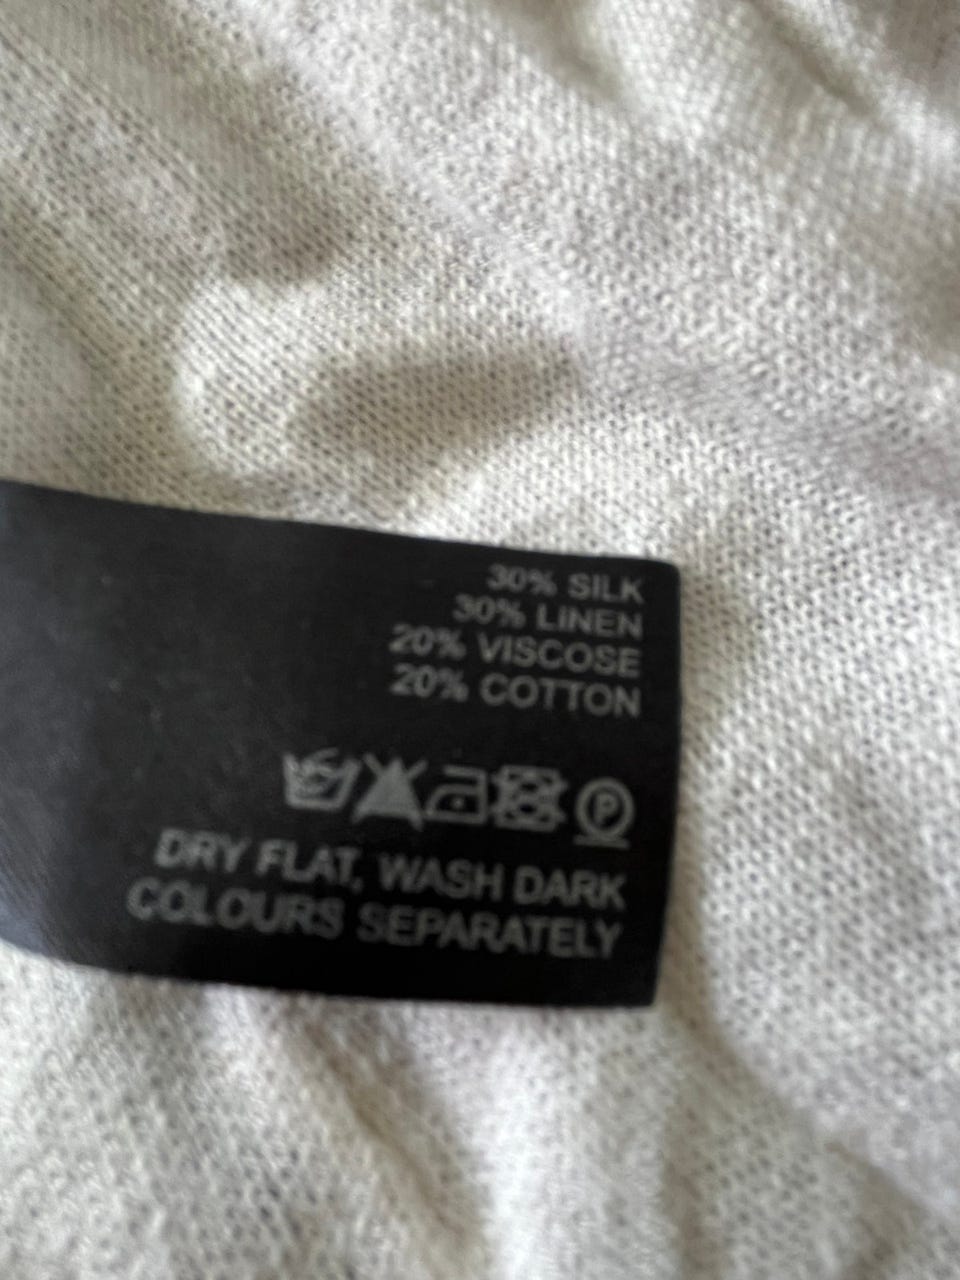 30% SILK
30% LINEN
20% VISCOSE
20% COTTON
P
DRY FLAT, WASH DARK
COLOURS SEPARATELY